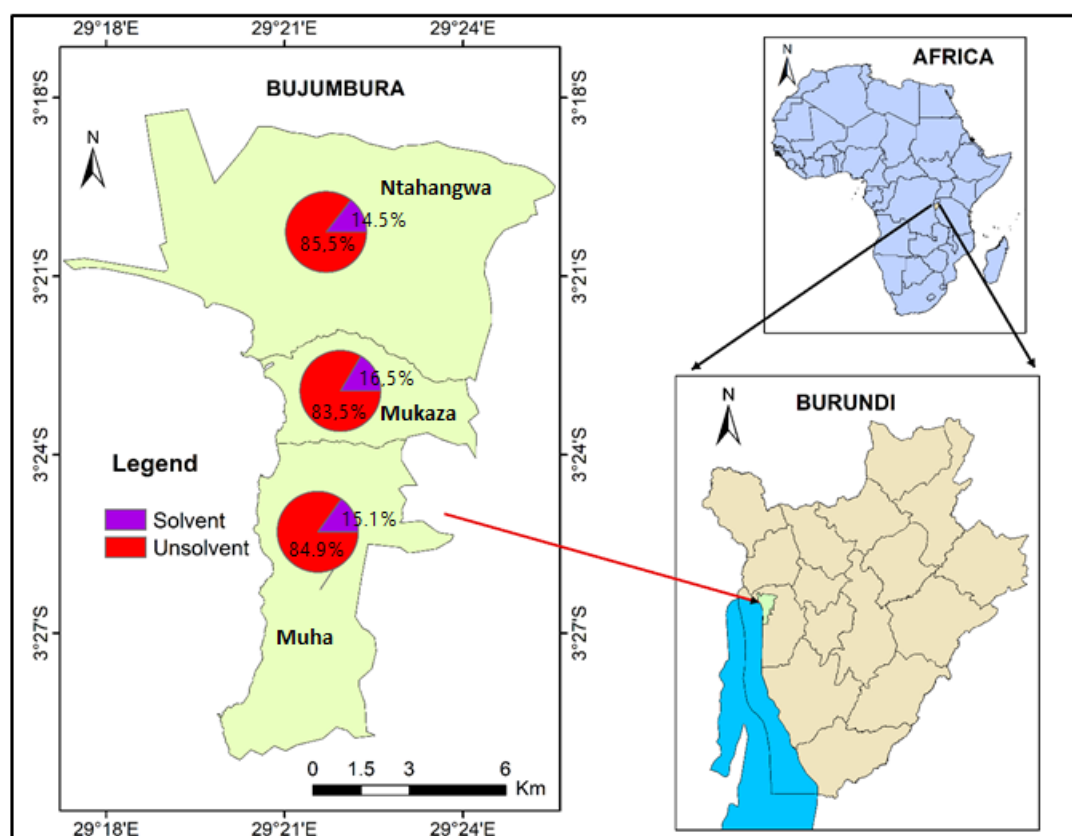 29°18'E 29°21'E 29°24'E
BUJUMBURA
3°18'S
3°21'S
3°24'S
3°27'S
N
Ntahangwa
14.5%
85,5%
16,5%
83,5%
Mukaza
Legend
Solvent
Unsolvent
15.1%
84.9%
Muha
0 1.5 3 6
Km
3°18'S
3°21'S
3°24'S
3°27'S
29°18'E 29°21'E 29°24'E
AFRICA
N
BURUNDI
N